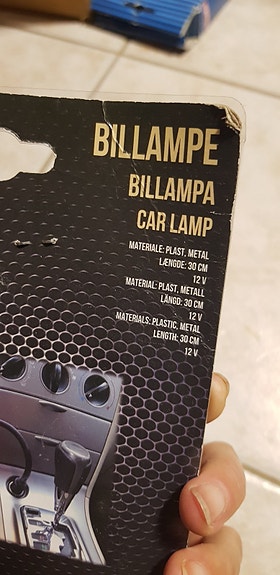 BILLAMPE
BILLAMPA
CAR LAMP
MATERIALE: PLAST, METAL
LÆNGDE: 30 CM
12 V
MATERIAL: PLAST, METALL
LÄNGD: 30 CM
12 V
MATERIALS: PLASTIC, METAL
LENGTH: 30 CM
12 V